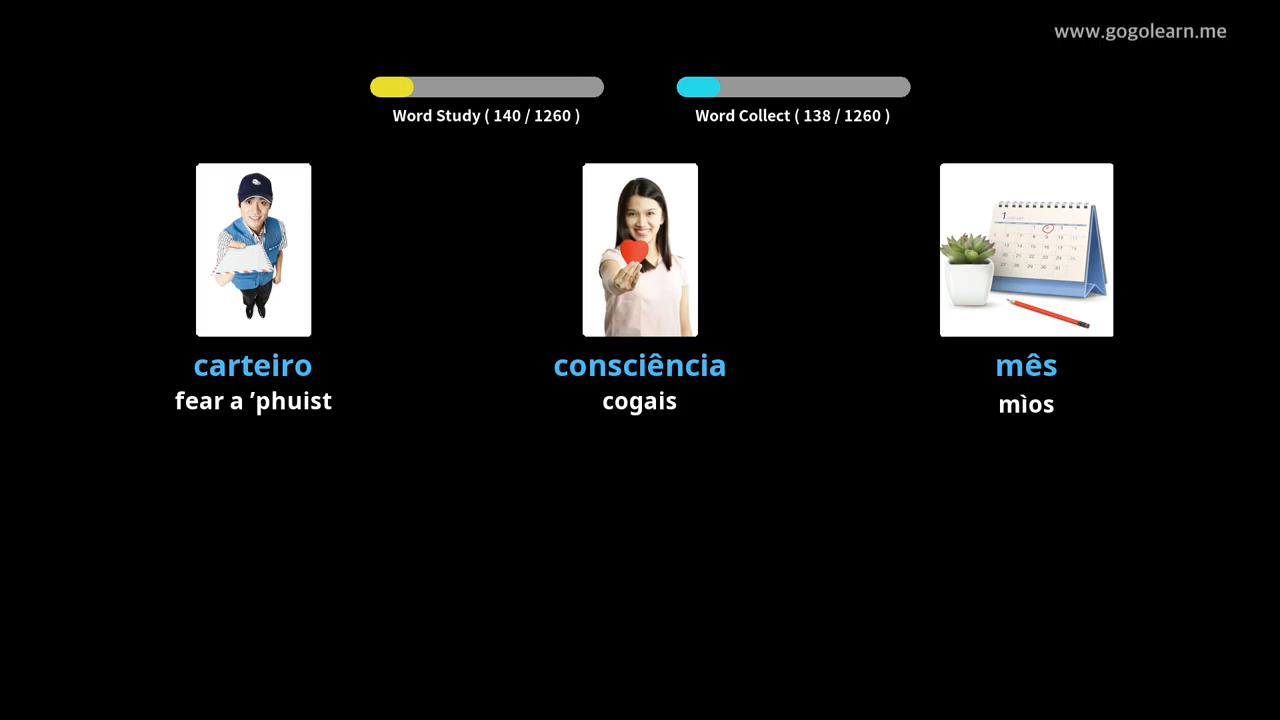 www.gogolearn.me
Word Study ( 140 / 1260 )
Word Collect ( 138 / 1260 )
carteiro
fear a ’phuist
consciência
cogais
mês
mìos